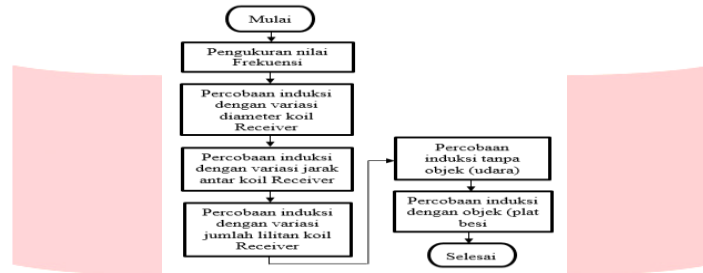 Mulai
Pengukuran nilai
Frekuensi
Percobaan induksi
dengan variasi
diameter koil
Receiver
Percobaan induksi
dengan variasi jarak
antar koil Receiver
Percobaan induksi
dengan variasi
jumlah lilitan koil
Receiver
Percobaan
induksi tanpa
objek (udara)
Percobaan induksi
dengan objek (plat
besi
Selesai